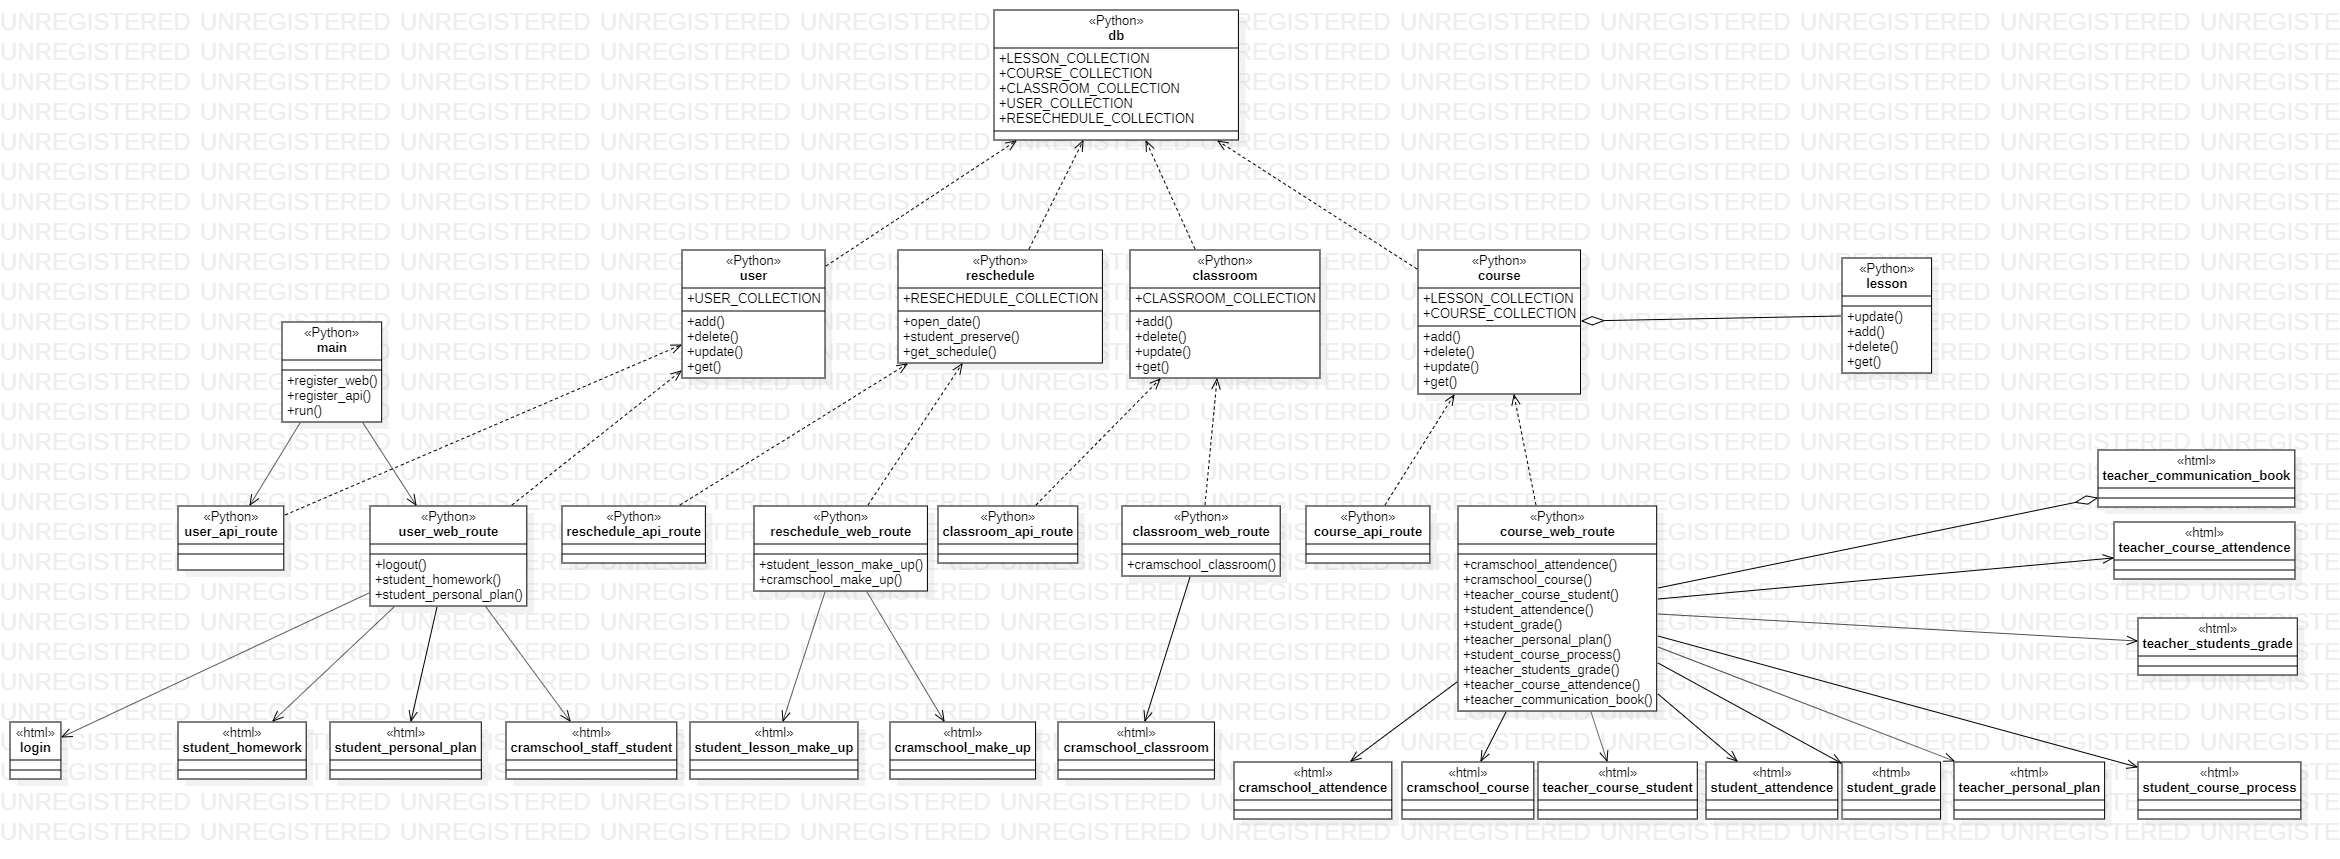 «Python»
db
+LESSON_COLLECTION
+COURSE_COLLECTION
+CLASSROOM_COLLECTION
+USER_COLLECTION
+RESECHEDULE_COLLECTION
«Python»
user
+USER_COLLECTION
+add()
+delete()
+update()
+get()
«Python»
reschedule
+RESECHEDULE_COLLECTION
+open_date()
+student_preserve()
+get_schedule()
«Python»
classroom
+CLASSROOM_COLLECTION
+add()
+delete()
+update()
+get()
«Python»
course
+LESSON_COLLECTION
+COURSE_COLLECTION
+add()
+delete()
+update()
+get()
«Python»
lesson
+update()
+add()
+delete()
+get()
«Python»
main
+register_web()
+register_api()
+run()
«html»
teacher_communication_book
«Python»
user_api_route
«Python»
user_web_route
+logout()
+student_homework()
+student_personal_plan()
«Python»
reschedule_api_route
«Python»
reschedule_web_route
+student_lesson_make_up()
+cramschool_make_up()
«Python»
classroom_api_route
«Python»
classroom_web_route
+cramschool_classroom()
«Python»
course_api_route
«Python»
course_web_route
+cramschool_attendence()
+cramschool_course()
+teacher_course_student()
+student_attendence()
+student_grade()
+teacher_personal_plan()
+student_course_process()
+teacher_students_grade()
+teacher_course_attendence()
+teacher_communication_book()
«html»
teacher_course_attendence
«html»
teacher_students_grade
«html»
login
«html»
student_homework
«html»
student_personal_plan
«html»
cramschool_staff_student
«html»
student_lesson_make_up
«html»
cramschool_make_up
«html»
cramschool_classroom
«html»
cramschool_attendence
«html»
cramschool_course
«html»
teacher_course_student
«html»
student_attendence
«html»
student_grade
«html»
teacher_personal_plan
«html»
student_course_process